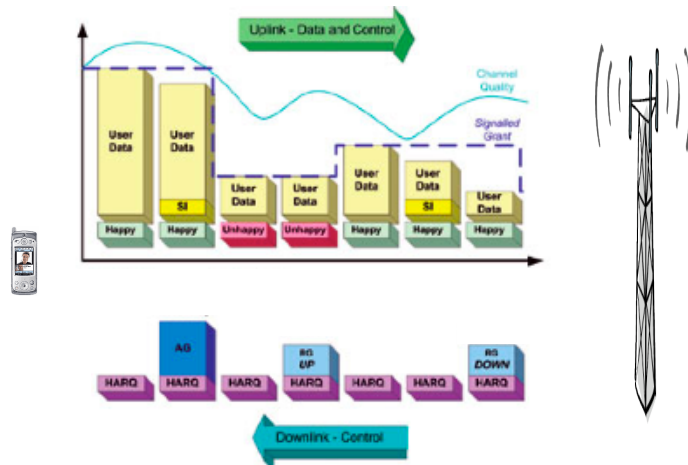 Uplink - Data and Control
Channel
Quality
Signalled
Grant
User
Data
User
Data
SI
User
Data
User
Data
User
Data
User
Data
SI
User
Data
Happy
Happy
Unhappy
Unhappy
Happy
Happy
Happy
AG
RG
UP
RG
DOWN
HARQ
HARQ
HARQ
HARQ
HARQ
HARQ
HARQ
Downlink - Control